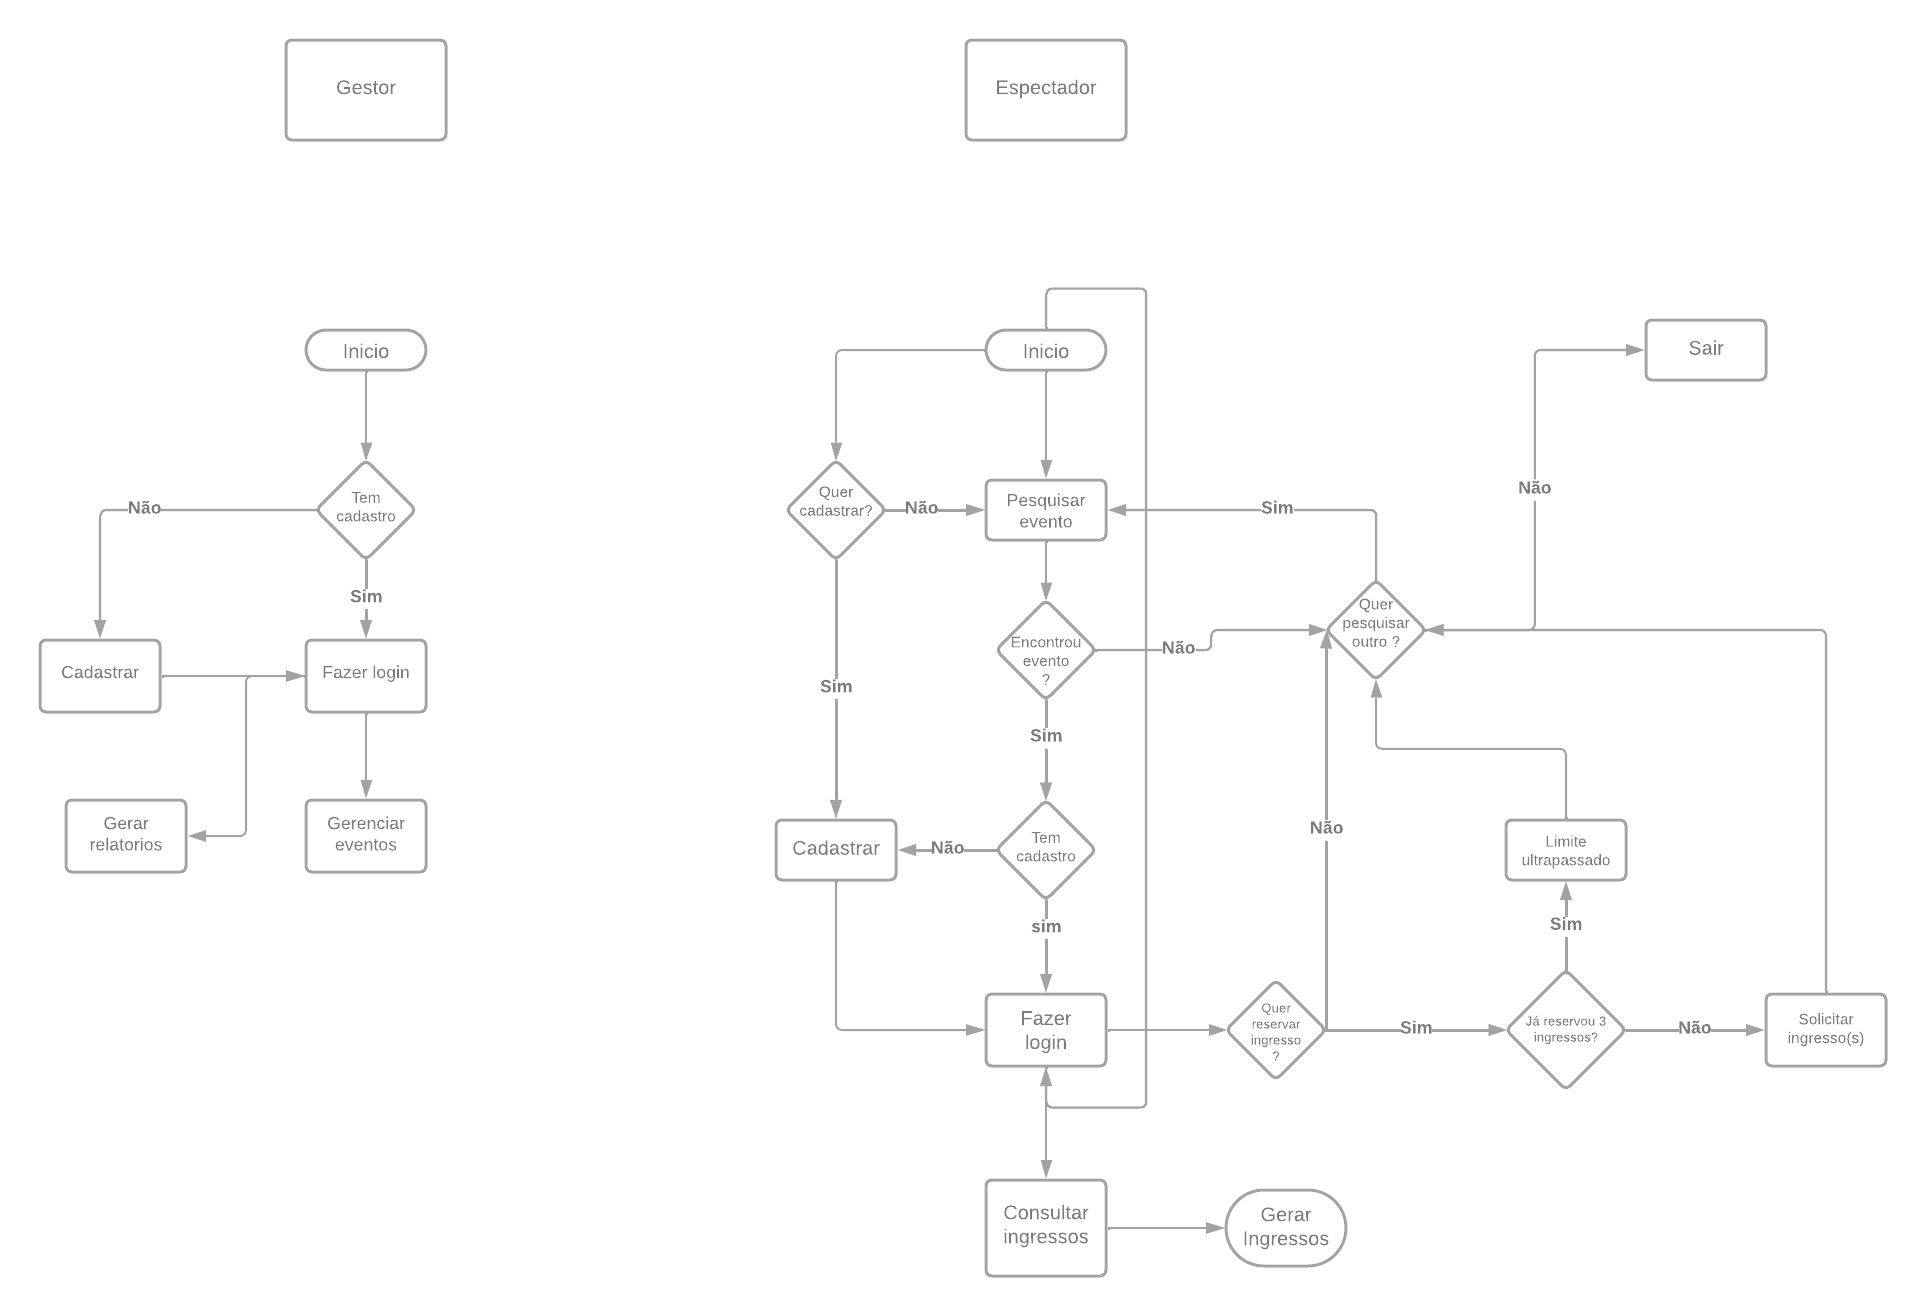 Gestor
Espectador
Inicio
Tem
cadastro
Não
Sim
Cadastrar
Fazer login
Gerar
relatorios
Gerenciar
eventos
Inicio
Quer
cadastrar?
Não
Pesquisar
evento
Sim
Não
Sair
Encontrou
evento
?
Não
Quer
pesquisar
outro ?
Sim
Sim
Cadastrar
Não
Tem
cadastro
Não
Limite
ultrapassado
sim
Sim
Fazer
login
Quer
reservar
ingresso
?
Sim
Já reservou 3
ingressos?
Não
Solicitar
ingresso(s)
Consultar
ingressos
Gerar
Ingressos